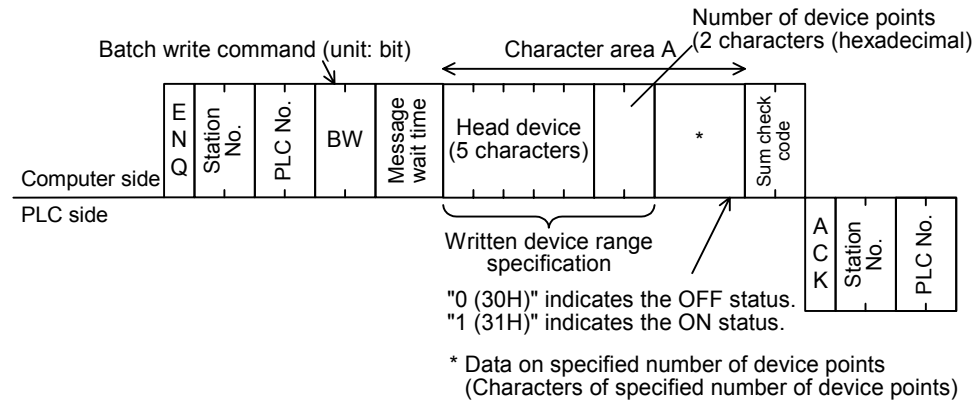 Number of device points
(2 characters (hexadecimal)
Batch write command (unit: bit)
Character area A
ENQ
Station No.
PLC No.
BW
Message wait time
Head device
(5 characters)
*
Sum check code
Computer side
PLC side
Written device range
specification
ACK
Station No.
PLC No.
"0 (30H)" indicates the OFF status.
"1 (31H)" indicates the ON status.
* Data on specified number of device points
(Characters of specified number of device points)